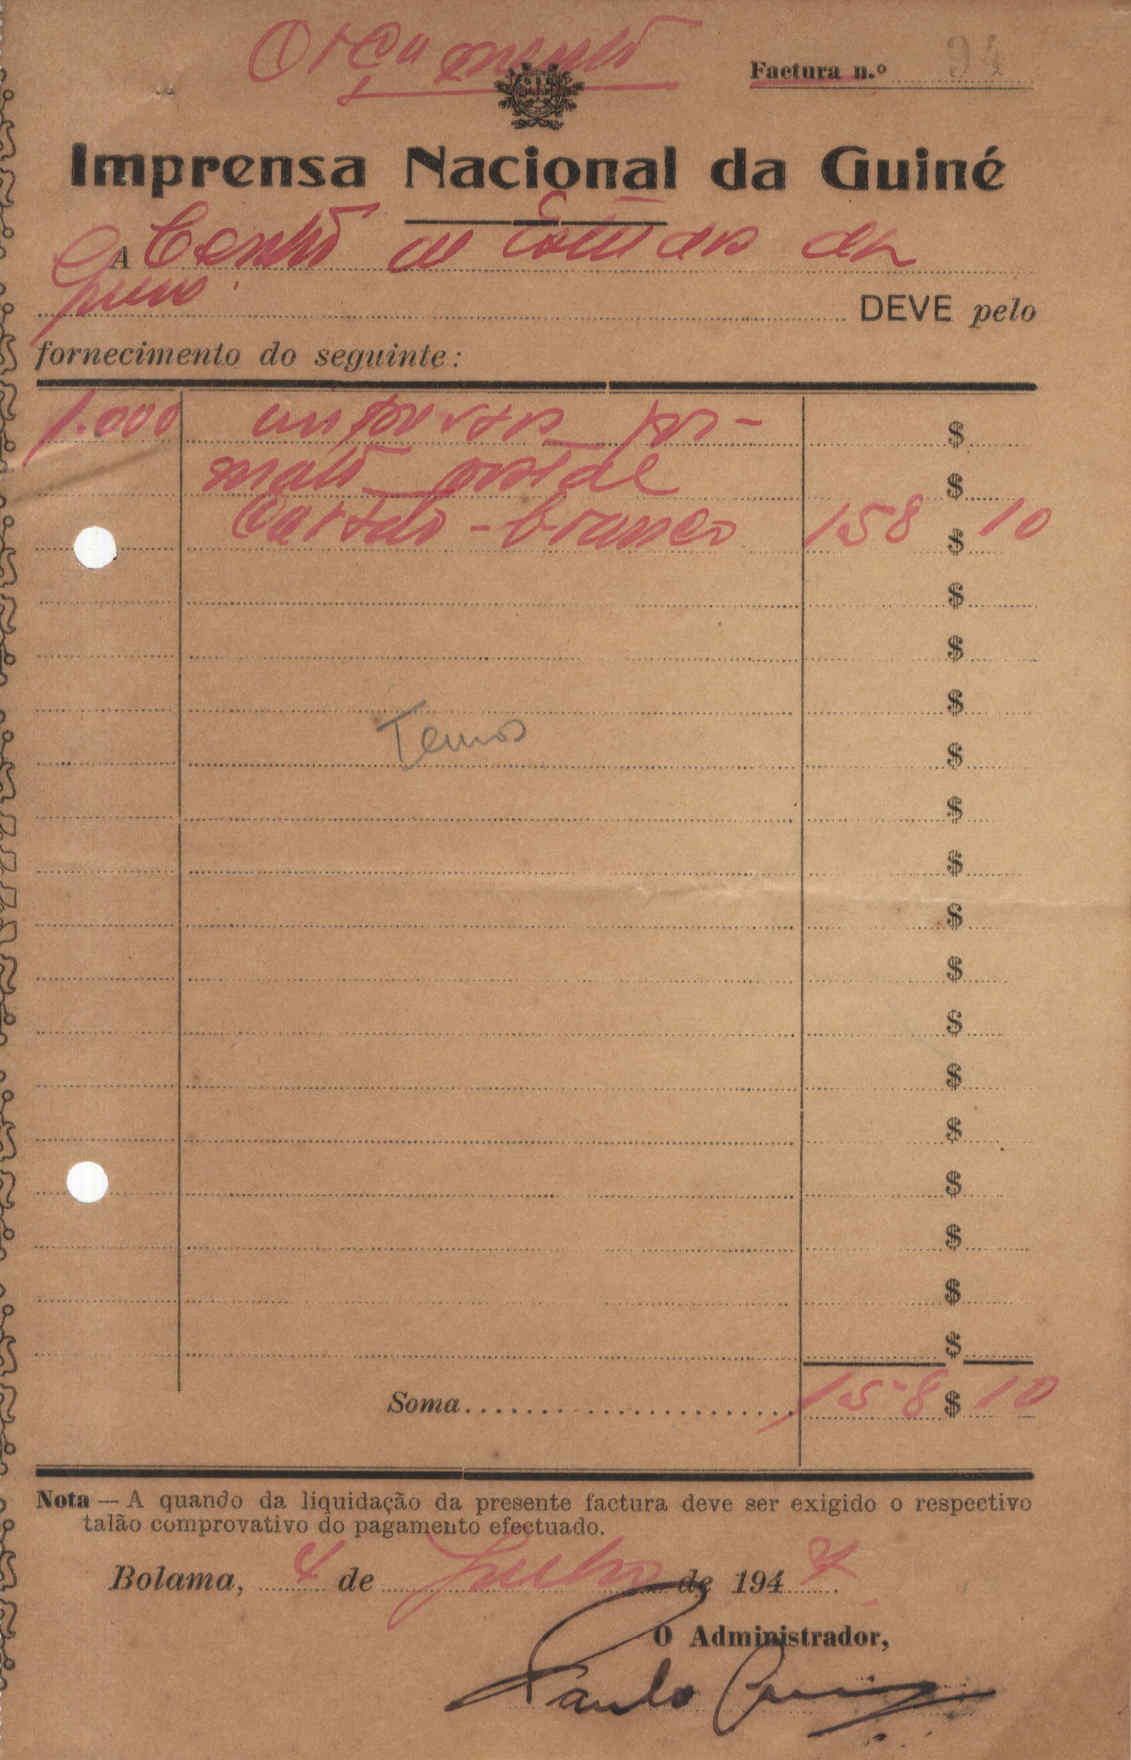 Orçamento
Factura n.º 94
Imprensa Nacional da Guiné
A Centro de Estudos da
Guiné
DEVE pelo
fornecimento do seguinte:
1.000 impressos for-
mato postal
Cartão-branco 158 $ 10
$
$
$
$
Temos
$
$
$
$
$
$
$
$
$
$
$
$
$
Soma 158 $ 10
Nota — A quando da liquidação da presente factura deve ser exigido o respectivo
talão comprovativo do pagamento efectuado.
Bolama, 4 de Julho de 194
O Administrador,
Paulo